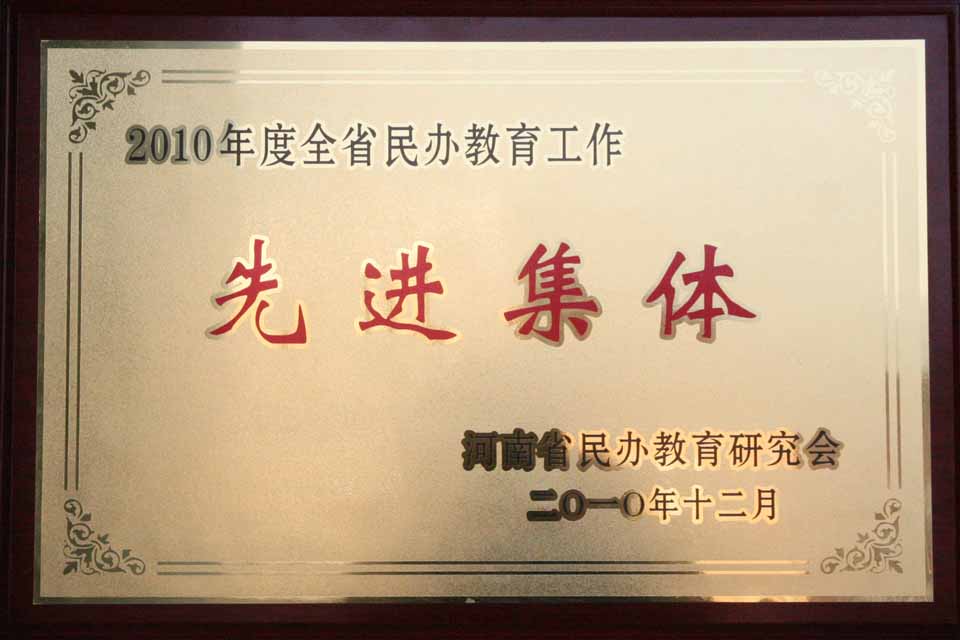 2010年度全省民办教育工作
先进集体
河南省民办教育研究会
二〇一〇年十二月